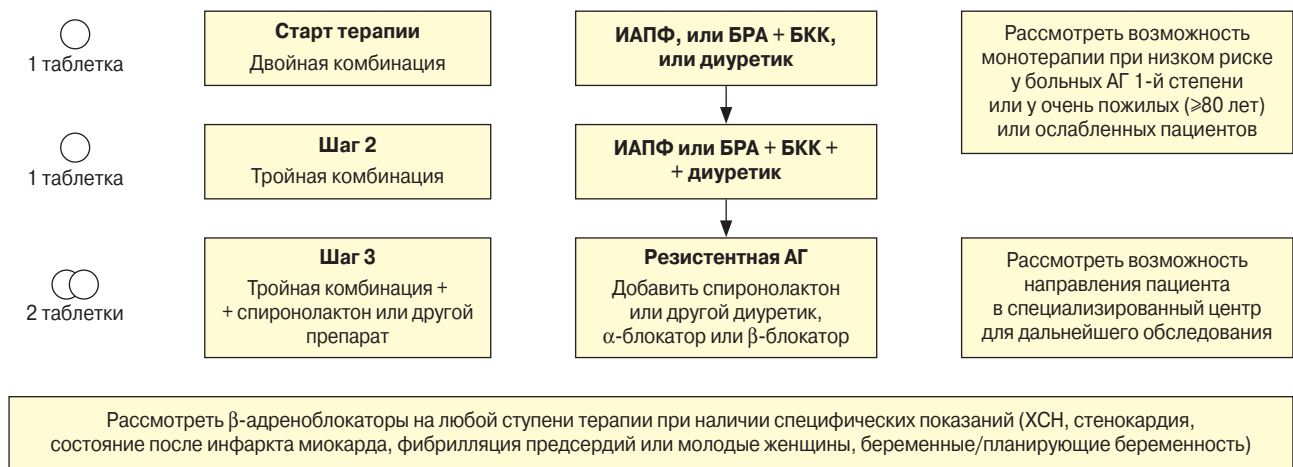 1 таблетка
Старт терапии
Двойная комбинация
ИАПФ, или БРА + БКК,
или диуретик
Рассмотреть возможность
монотерапии при низком риске
у больных АГ 1-й степени
или у очень пожилых (⩾80 лет)
или ослабленных пациентов
1 таблетка
Шаг 2
Тройная комбинация
ИАПФ или БРА + БКК +
+ диуретик
2 таблетки
Шаг 3
Тройная комбинация +
+ спиронолактон или другой
препарат
Резистентная АГ
Добавить спиронолактон
или другой диуретик,
α-блокатор или β-блокатор
Рассмотреть возможность
направления пациента
в специализированный центр
для дальнейшего обследования
Рассмотреть β-адреноблокаторы на любой ступени терапии при наличии специфических показаний (ХСН, стенокардия,
состояние после инфаркта миокарда, фибрилляция предсердий или молодые женщины, беременные/планирующие беременность)